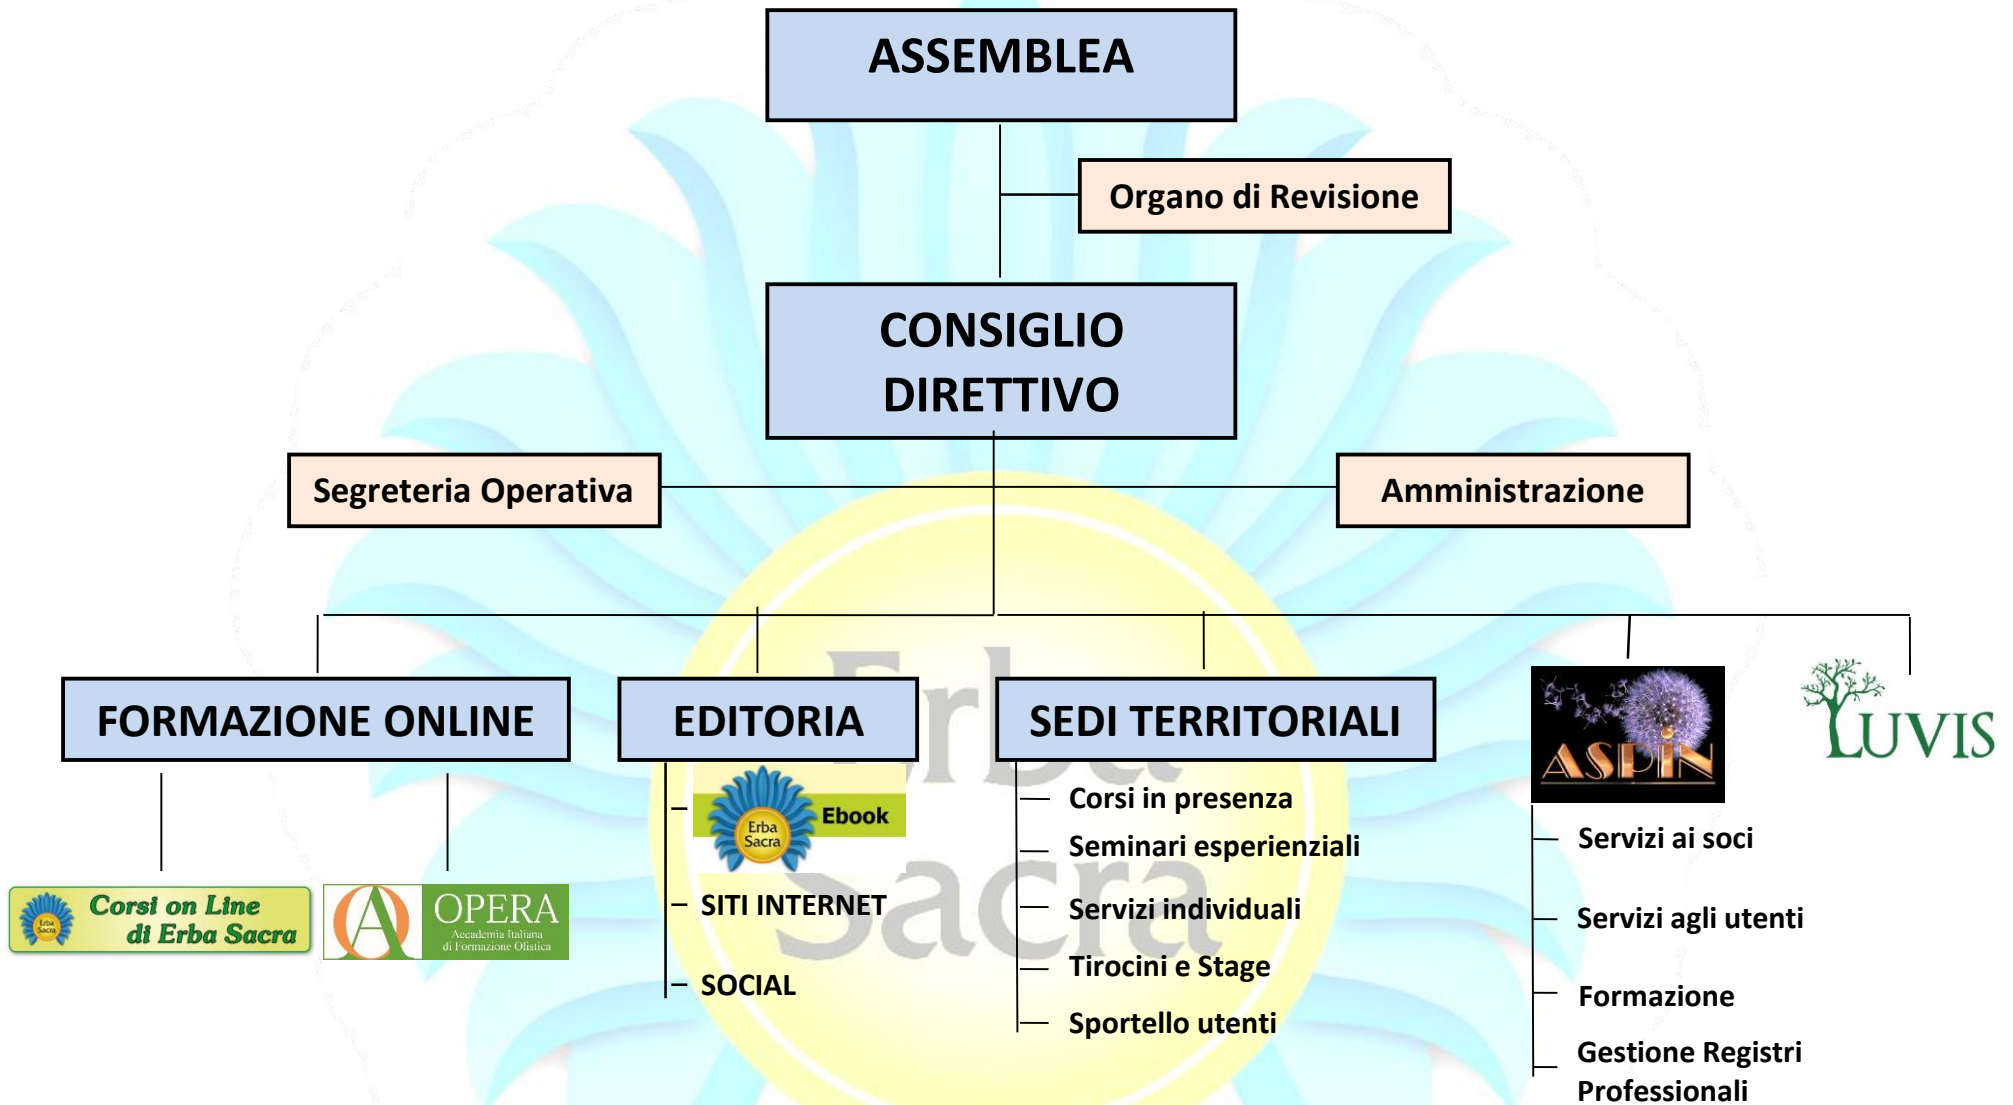 ASSEMBLEA
Organo di Revisione
CONSIGLIO
DIRETTIVO
Segreteria Operativa
Amministrazione
Erba
Sacra
FORMAZIONE ONLINE
EDITORIA
SEDI TERRITORIALI
ASPIN
LUVIS
Erba
Sacra
Corsi on Line
di Erba Sacra
OPERA
Accademia Italiana
di Formazione Olistica
Erba
Sacra
Ebook
SITI INTERNET
SOCIAL
Corsi in presenza
Seminari esperienziali
Servizi individuali
Tirocini e Stage
Sportello utenti
Servizi ai soci
Servizi agli utenti
Formazione
Gestione Registri
Professionali